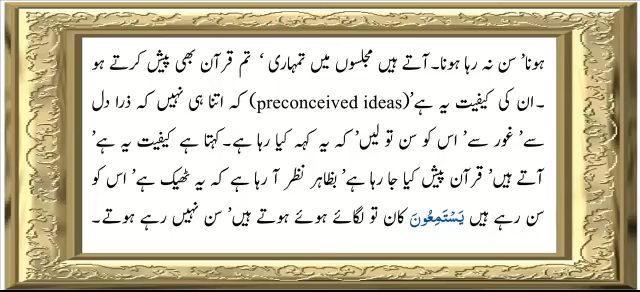 ہونا‘ سن نہ رہا ہونا۔ آتے ہیں مجلسوں میں تمہاری ‘ تم قرآن بھی پیش کرتے ہو
۔ ان کی کیفیت یہ ہے‘(preconceived ideas) کہ اتنا ہی نہیں کہ ذرا دل
سے‘ غور سے‘ اس کو سن تو لیں‘ کہ یہ کہہ کیا رہا ہے۔ کہتا ہے کیفیت یہ ہے‘
آتے ہیں‘ قرآن پیش کیا جا رہا ہے‘ بظاہر نظر آ رہا ہے کہ یہ ٹھیک ہے‘ اس کو
سن رہے ہیں یَسْتَمِعُونَ کان تو لگائے ہوئے ہوتے ہیں‘ سن نہیں رہے ہوتے۔